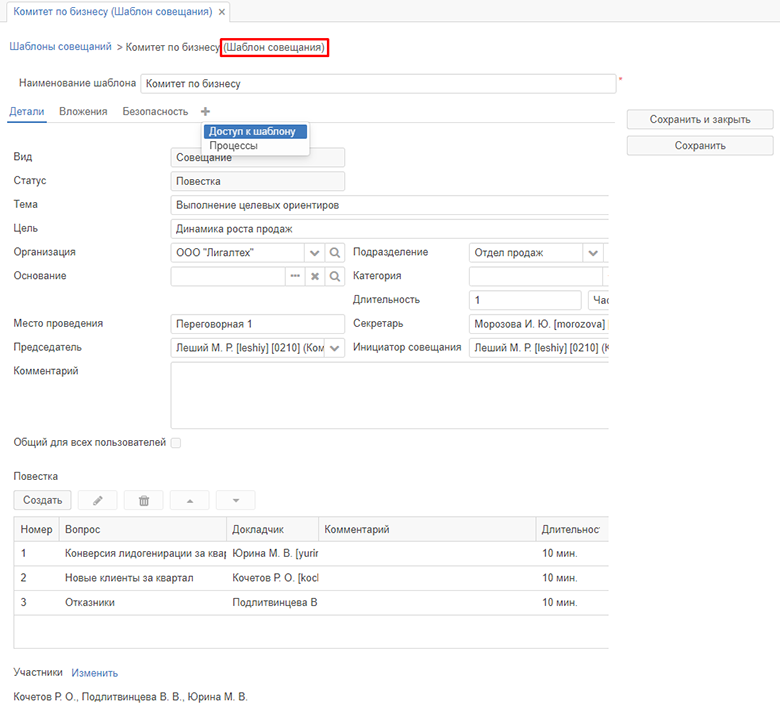 Комитет по бизнесу (Шаблон совещания) ×
Шаблоны совещаний > Комитет по бизнесу (Шаблон совещания)
Наименование шаблона Комитет по бизнесу *
Детали Вложения Безопасность +
Доступ к шаблону
Процессы
Сохранить и закрыть
Сохранить
Вид Совещание
Статус Повестка
Тема Выполнение целевых ориентиров
Цель Динамика роста продаж
Организация ООО "Лигалтех" Подразделение Отдел продаж
Основание Категория
Длительность 1 Час
Место проведения Переговорная 1 Секретарь Морозова И. Ю. [morozova]
Председатель Леший М. Р. [leshiy] [0210] (Ком Инициатор совещания Леший М. Р. [leshiy] [0210] (К
Комментарий
Общий для всех пользователей
Повестка
Создать
Номер Вопрос Докладчик Комментарий Длительност
1 Конверсия лидогенирации за квар Юрина М. В. [yurir 10 мин.
2 Новые клиенты за квартал Кочетов Р. О. [kocl 10 мин.
3 Отказники Подлитвинцева В 10 мин.
Участники Изменить
Кочетов Р. О., Подлитвинцева В. В., Юрина М. В.